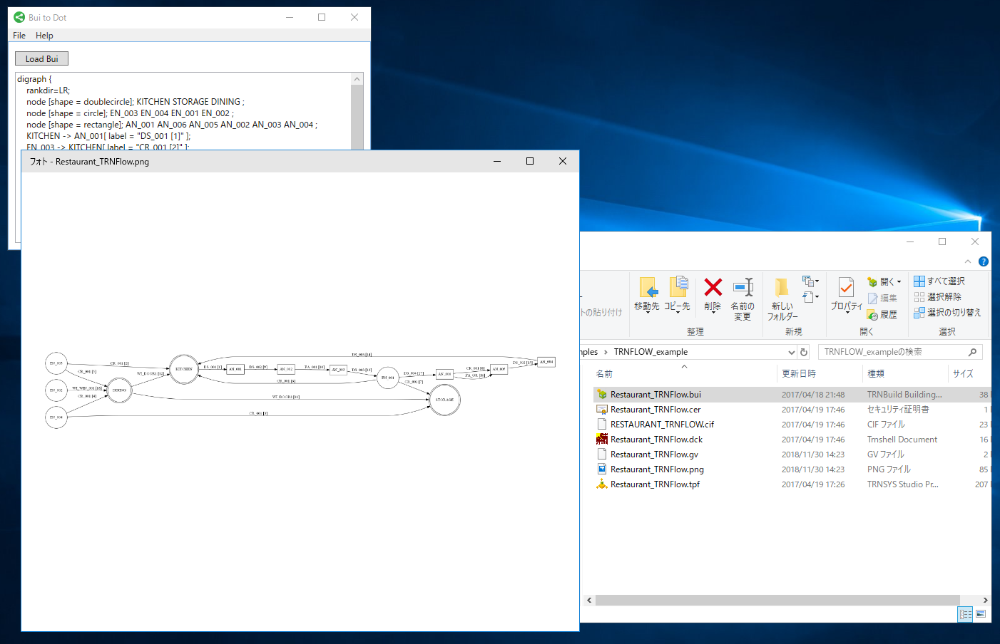 Bui to Dot
File Help
Load Bui
digraph {
rankdir=LR;
node [shape = doublecircle]; KITCHEN STORAGE DINING ;
node [shape = circle]; EN_003 EN_004 EN_001 EN_002 ;
node [shape = rectangle]; AN_001 AN_006 AN_005 AN_002 AN_003 AN_004 ;
KITCHEN -> AN_001[ label = "DS_001 [1]" ];
EN_003 -> KITCHEN[ label = "CR_001 [2]" ];
フォト - Restaurant_TRNFlow.png
EN_003
CR_001 [2]
CR_001 [3]
EN_002
WI_WIN_001 [13]
CR_001 [4]
EN_004
DINING
WI_DOOR1 [12]
KITCHEN
DS_001 [1]
AN_001
DS_002 [9]
AN_002
FA_001 [10]
AN_003
DS_003 [14]
CR_001 [6]
EN_001
CR_001 [7]
CR_001 [8]
AN_005
AN_004
STORAGE
WI_DOOR2 [11]
移動先
コピー先
削除
名前の
変更
整理
新しい
フォルダー
新規
プロパティ
開く
編集
履歴
開く
すべて選択
選択解除
選択の切り替え
選択
トの貼り付け
mples › TRNFLOW_example
TRNFLOW_exampleの検索
名前 更新日時 種類 サイズ
Restaurant_TRNFlow.bui 2017/04/18 21:48 TRNBuild Building... 38
Restaurant_TRNFlow.cer 2017/04/19 17:46 セキュリティ証明書 1
RESTAURANT_TRNFLOW.cif 2017/04/19 17:46 CIF ファイル 23
Restaurant_TRNFlow.dck 2017/04/19 17:46 Trnshell Document 16
Restaurant_TRNFlow.gv 2018/11/30 14:23 GV ファイル 2
Restaurant_TRNFlow.png 2018/11/30 14:23 PNG ファイル 85
Restaurant_TRNFlow.tpf 2017/04/19 17:26 TRNSYS Studio Pr... 207